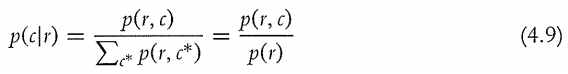 p(c|r) = p(r, c) / ∑_{c*} p(r, c*) = p(r, c) / p(r) (4.9)